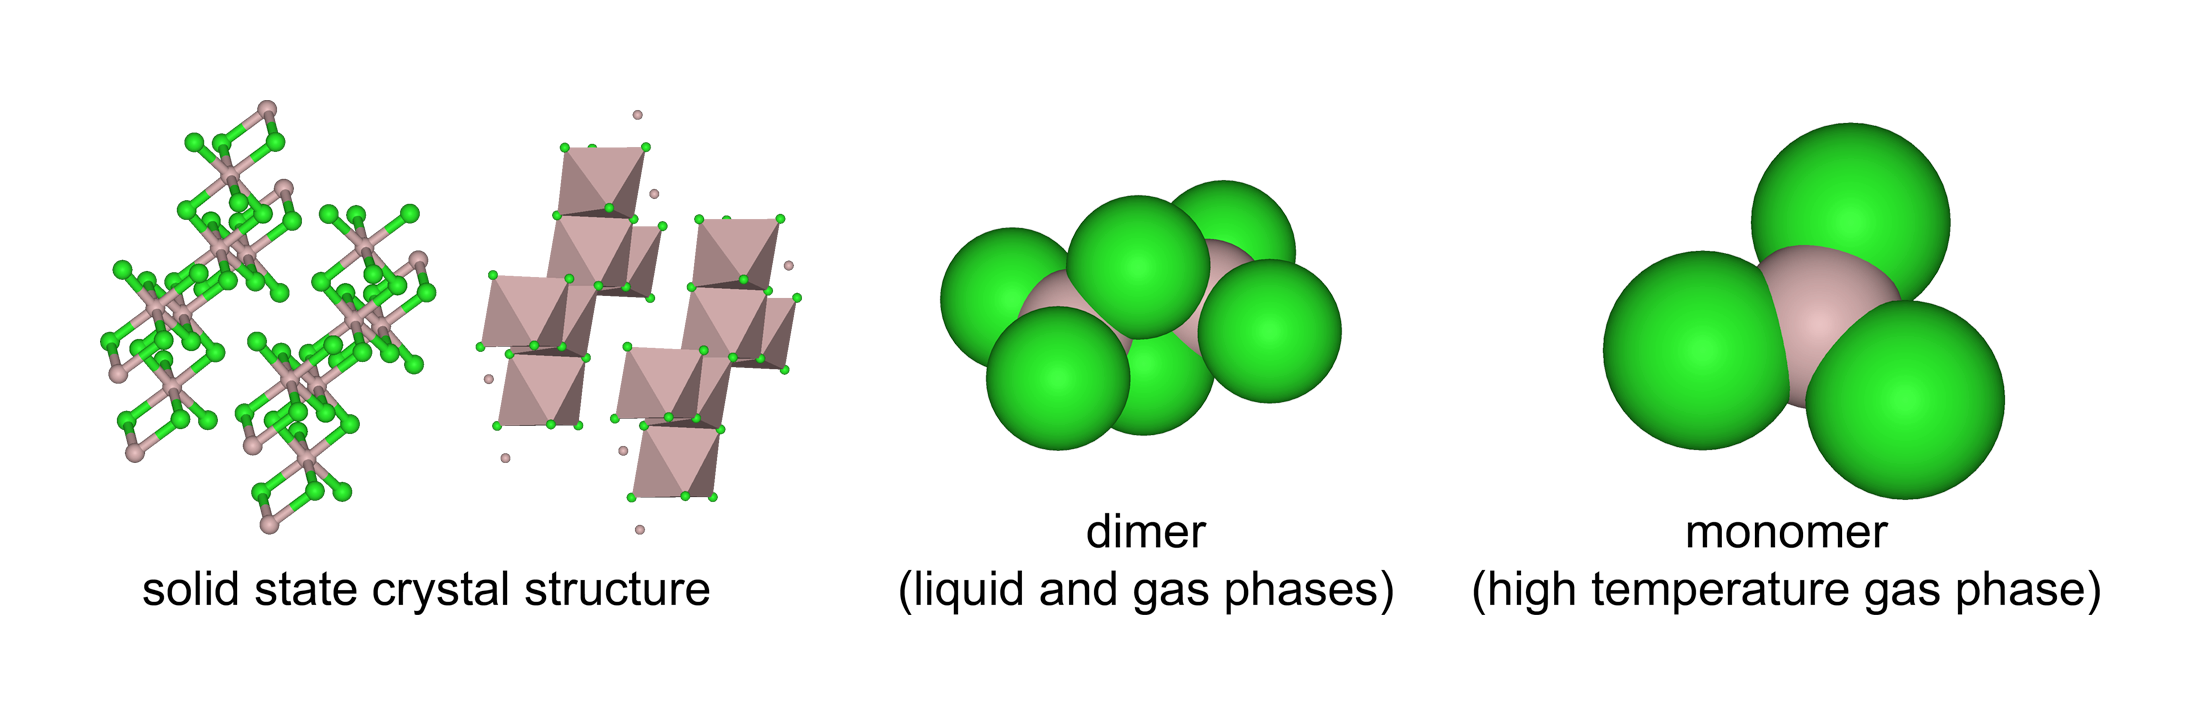 solid state crystal structure
dimer
(liquid and gas phases)
monomer
(high temperature gas phase)